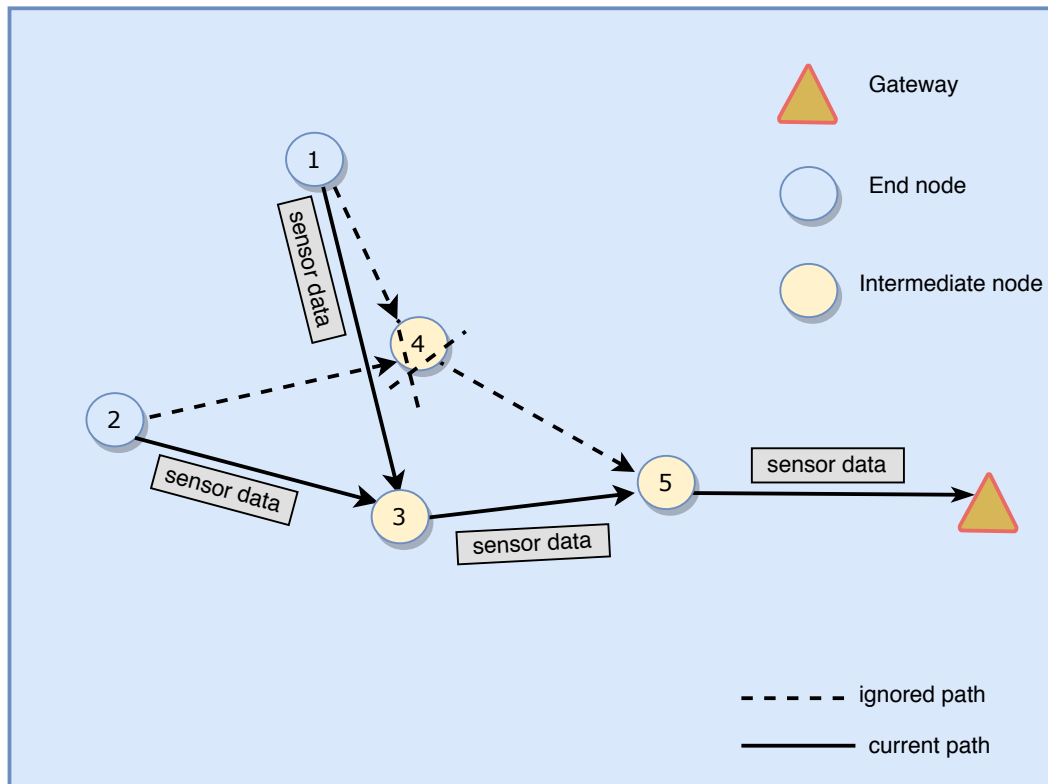 Gateway
1
sensor data
End node
Intermediate node
4
2
sensor data
3
sensor data
5
sensor data
ignored path
current path